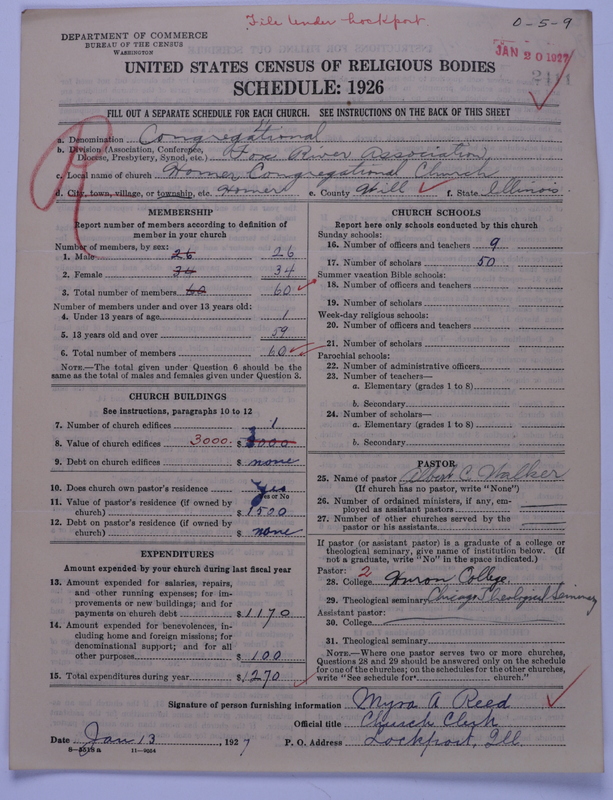 File under Lockport.
0-5-9
DEPARTMENT OF COMMERCE
BUREAU OF THE CENSUS
WASHINGTON
JAN 20 1927
UNITED STATES CENSUS OF RELIGIOUS BODIES
SCHEDULE: 1926
FILL OUT A SEPARATE SCHEDULE FOR EACH CHURCH. SEE INSTRUCTIONS ON THE BACK OF THIS SHEET
a. Denomination Congregational
b. Division (Association, Conference, Diocese, Presbytery, Synod, etc.) Fox River Association
c. Local name of church Homer Congregational Church
d. City, town, village, or township, etc. Homer e. County Will f. State Illinois
R
MEMBERSHIP
Report number of members according to definition of
member in your church
Number of members, by sex:
1. Male 26 26
2. Female 34 34
3. Total number of members 60 60
Number of members under and over 13 years old:
4. Under 13 years of age 1
5. 13 years old and over 59
6. Total number of members 60
NOTE.—The total given under Question 6 should be the
same as the total of males and females given under Question 3.
CHURCH BUILDINGS
See instructions, paragraphs 10 to 12
7. Number of church edifices 1
8. Value of church edifices 3000. $ 3000
9. Debt on church edifices $ none
10. Does church own pastor's residence yes
Yes or No
11. Value of pastor's residence (if owned by
church) $ 1500
12. Debt on pastor's residence (if owned by
church) $ none
EXPENDITURES
Amount expended by your church during last fiscal year
13. Amount expended for salaries, repairs,
and other running expenses; for im-
provements or new buildings; and for
payments on church debt $ 1170
14. Amount expended for benevolences, in-
cluding home and foreign missions; for
denominational support; and for all
other purposes $ 100
15. Total expenditures during year $ 1270
CHURCH SCHOOLS
Report here only schools conducted by this church
Sunday schools:
16. Number of officers and teachers 9
17. Number of scholars 50
Summer vacation Bible schools:
18. Number of officers and teachers
19. Number of scholars
Week-day religious schools:
20. Number of officers and teachers
21. Number of scholars
Parochial schools:
22. Number of administrative officers
23. Number of teachers—
a. Elementary (grades 1 to 8)
b. Secondary
24. Number of scholars—
a. Elementary (grades 1 to 8)
b. Secondary
PASTOR
25. Name of pastor Albert C. Walker
(If church has no pastor, write "None")
26. Number of ordained ministers, if any, em-
ployed as assistant pastors
27. Number of other churches served by the
pastor or his assistants
If pastor (or assistant pastor) is a graduate of a college or
theological seminary, give name of institution below. (If
not a graduate, write "No" in the space indicated.)
Pastor: 2
28. College Huron College.
29. Theological seminary Chicago Theological Seminary
Assistant pastor:
30. College
31. Theological seminary
NOTE.—Where one pastor serves two or more churches,
Questions 28 and 29 should be answered only on the schedule
for one of the churches; on the schedules for the other churches,
write "See schedule for church."
Signature of person furnishing information Myra A Reed
Official title Church Clerk
Date Jan 13, 1927 P. O. Address Lockport, Ill.
8-5518 a 11-2034